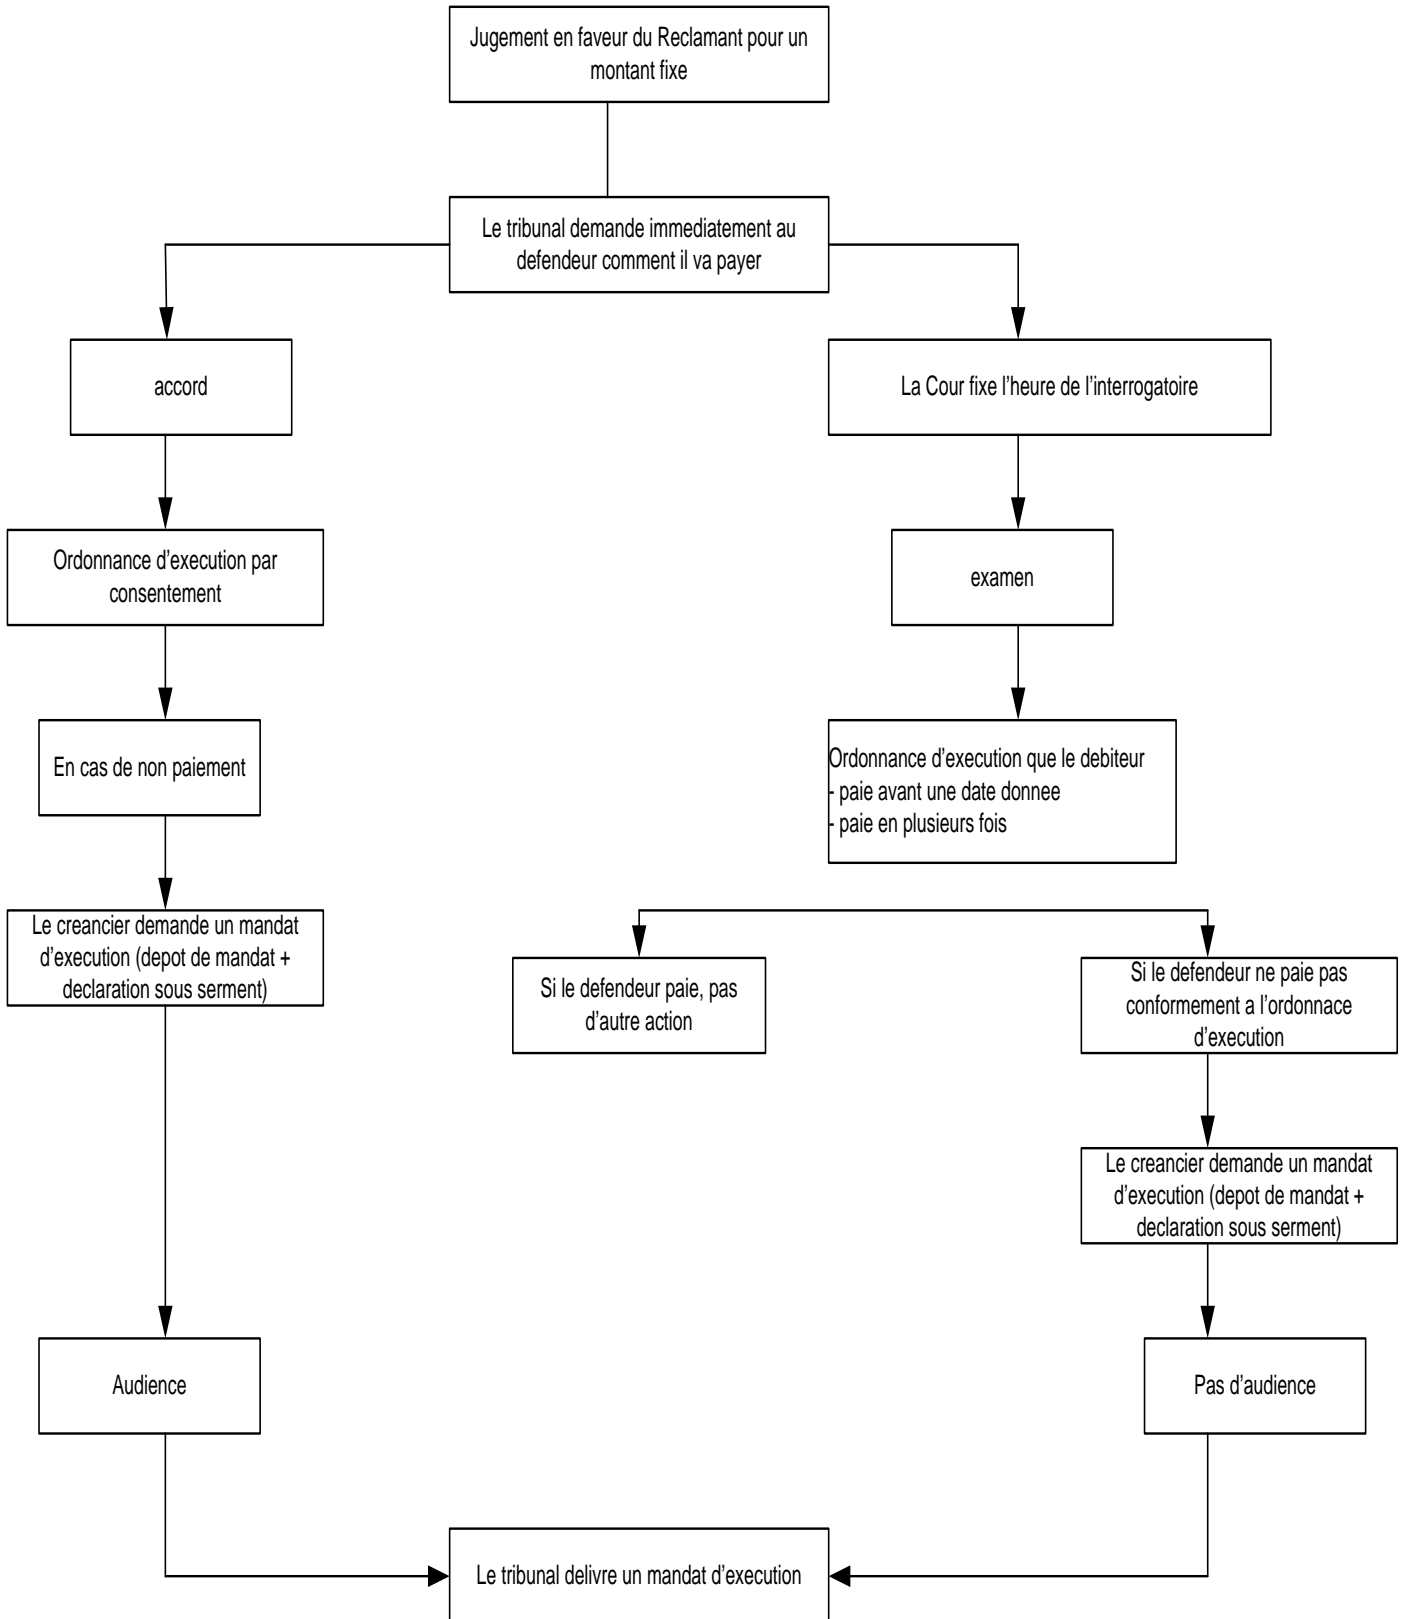 Jugement en faveur du Reclamant pour un
montant fixe
Le tribunal demande immediatement au
defendeur comment il va payer
accord
La Cour fixe l’heure de l’interrogatoire
Ordonnance d’execution par
consentement
examen
En cas de non paiement
Ordonnance d’execution que le debiteur
- paie avant une date donnee
- paie en plusieurs fois
Le creancier demande un mandat
d’execution (depot de mandat +
declaration sous serment)
Si le defendeur paie, pas
d’autre action
Si le defendeur ne paie pas
conformement a l’ordonnace
d’execution
Le creancier demande un mandat
d’execution (depot de mandat +
declaration sous serment)
Audience
Pas d’audience
Le tribunal delivre un mandat d’execution